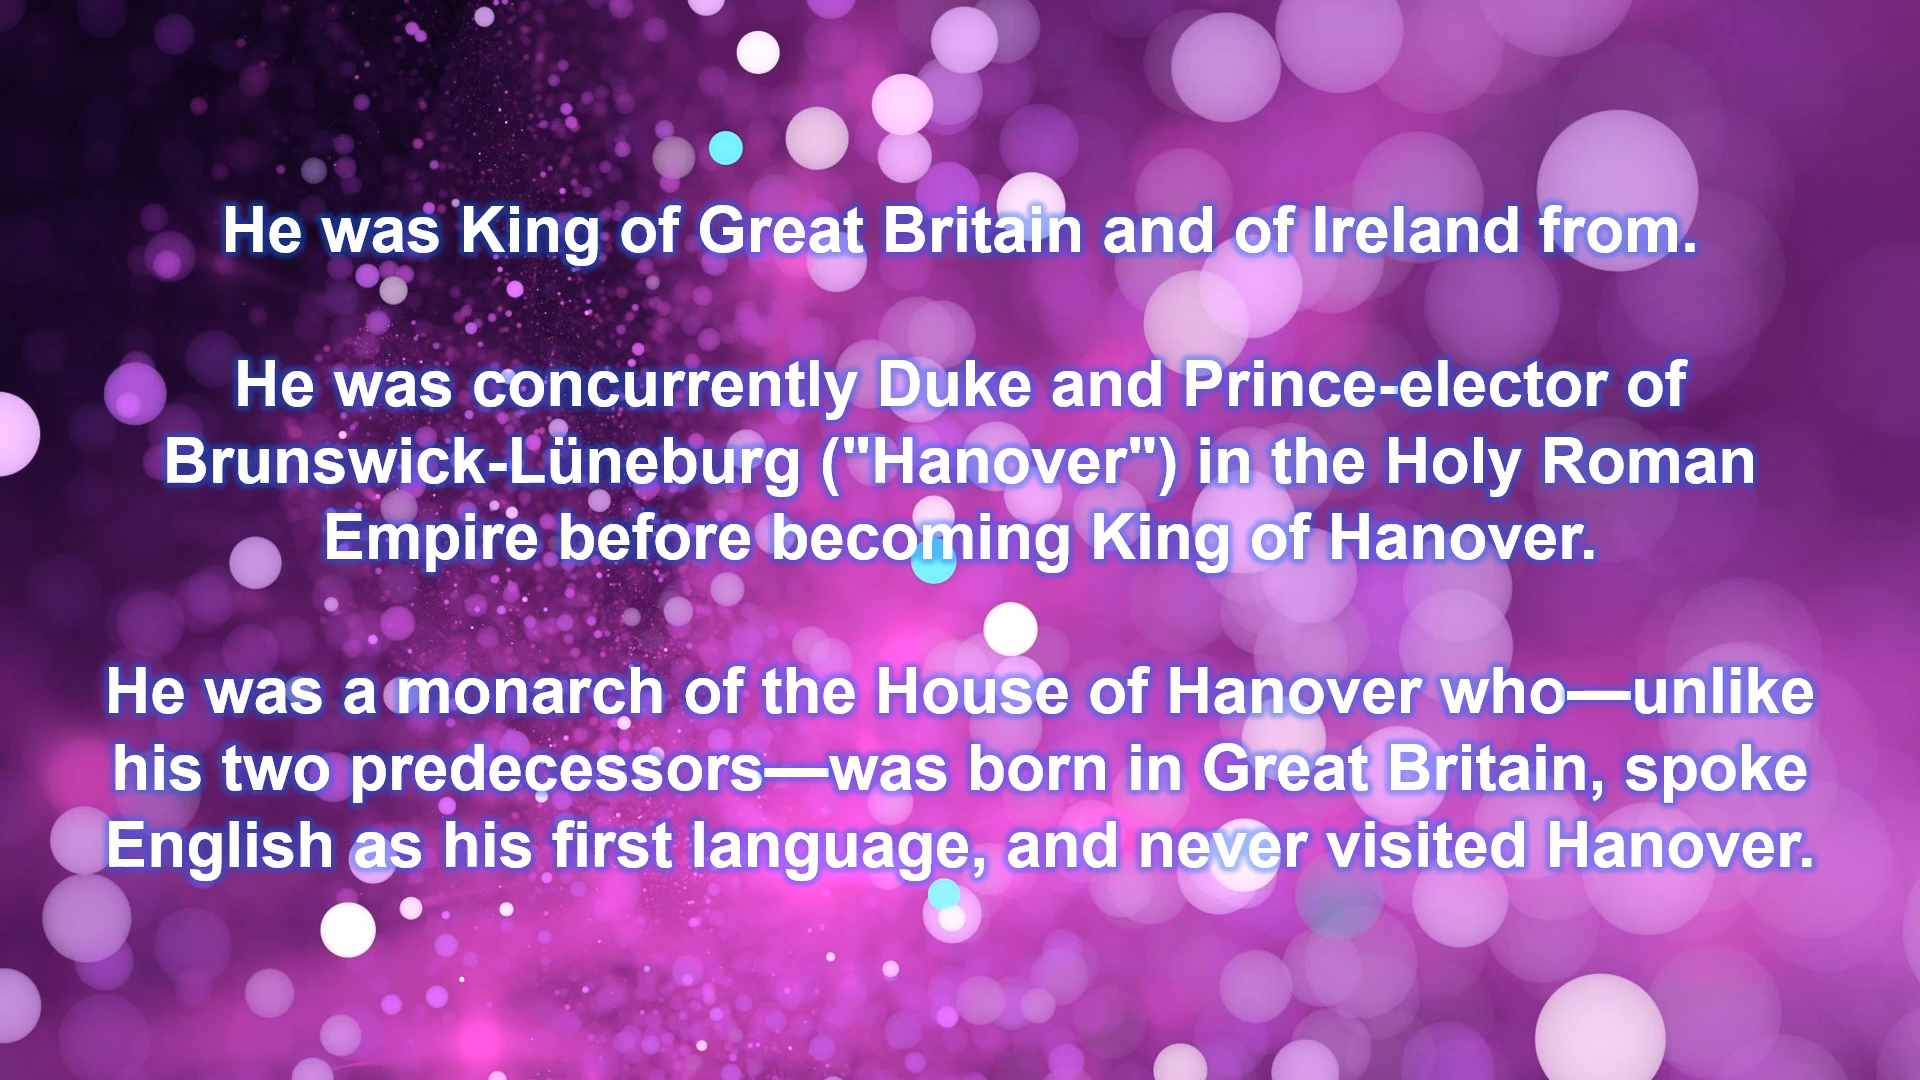 He was King of Great Britain and of Ireland from.
He was concurrently Duke and Prince-elector of
Brunswick-Lüneburg ("Hanover") in the Holy Roman
Empire before becoming King of Hanover.
He was a monarch of the House of Hanover who—unlike
his two predecessors—was born in Great Britain, spoke
English as his first language, and never visited Hanover.